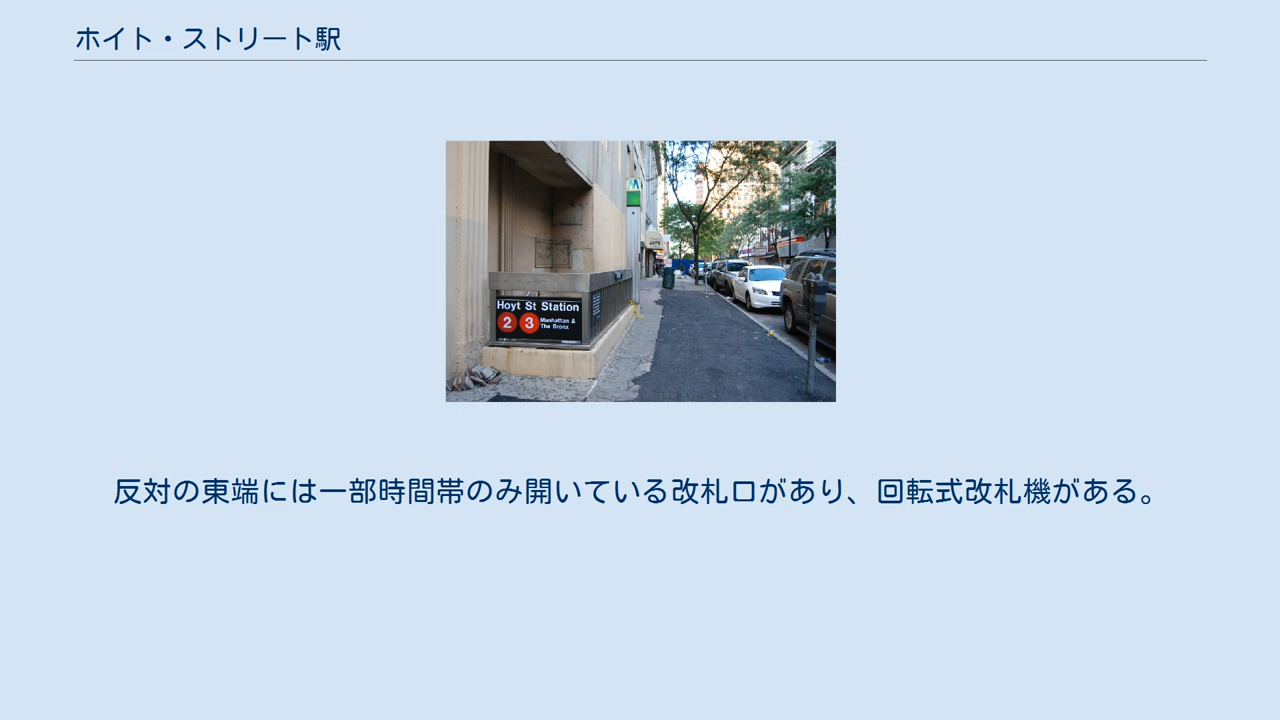 ホイト・ストリート駅
Hoyt St Station
2 3 Manhattan &
The Bronx
反対の東端には一部時間帯のみ開いている改札口があり、回転式改札機がある。